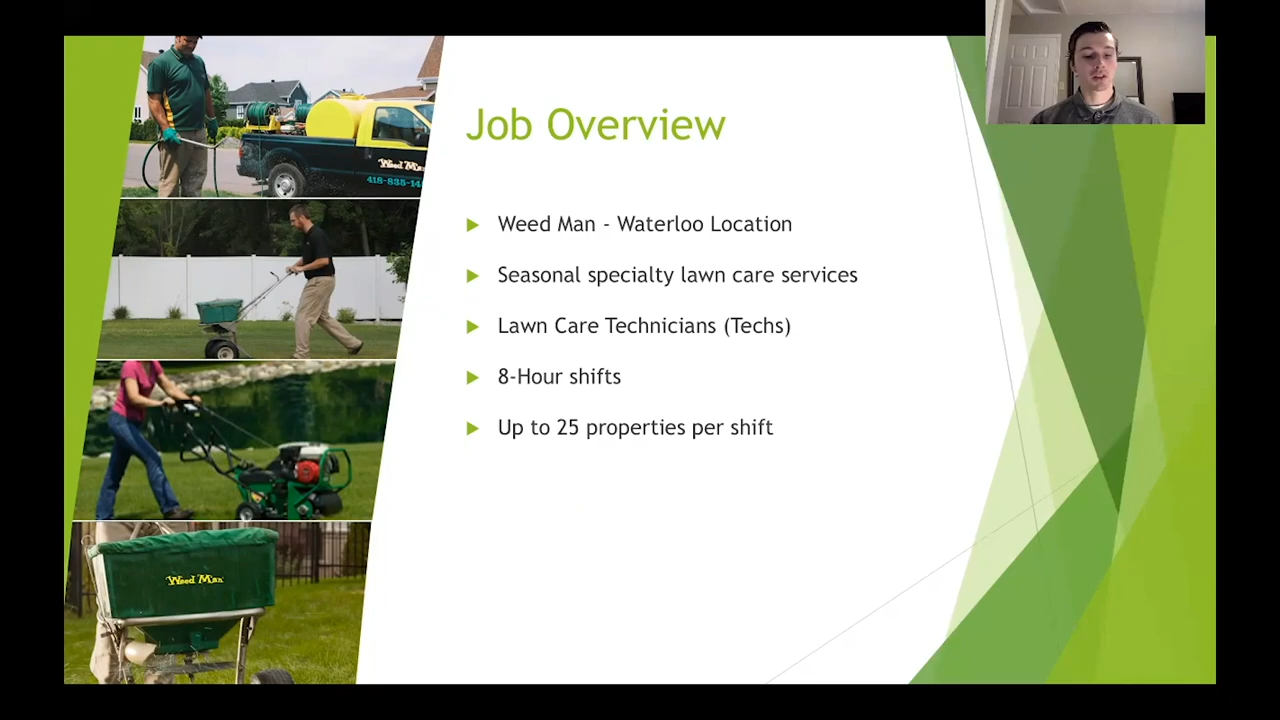 Job Overview
Weed Man - Waterloo Location
Seasonal specialty lawn care services
Lawn Care Technicians (Techs)
8-Hour shifts
Up to 25 properties per shift
Weed Man